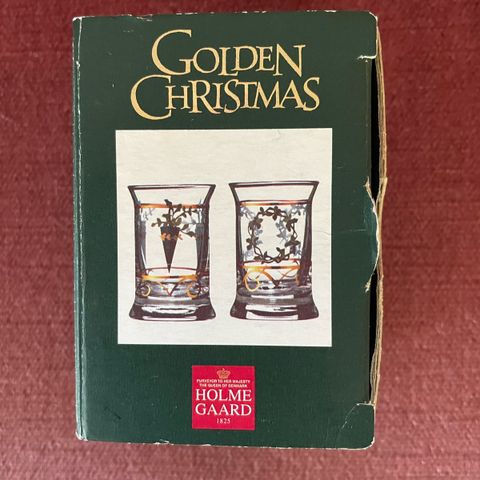 GOLDEN
CHRISTMAS
PURVEYOR TO HER MAJESTY
THE QUEEN OF DENMARK
HOLME
GAARD
1825